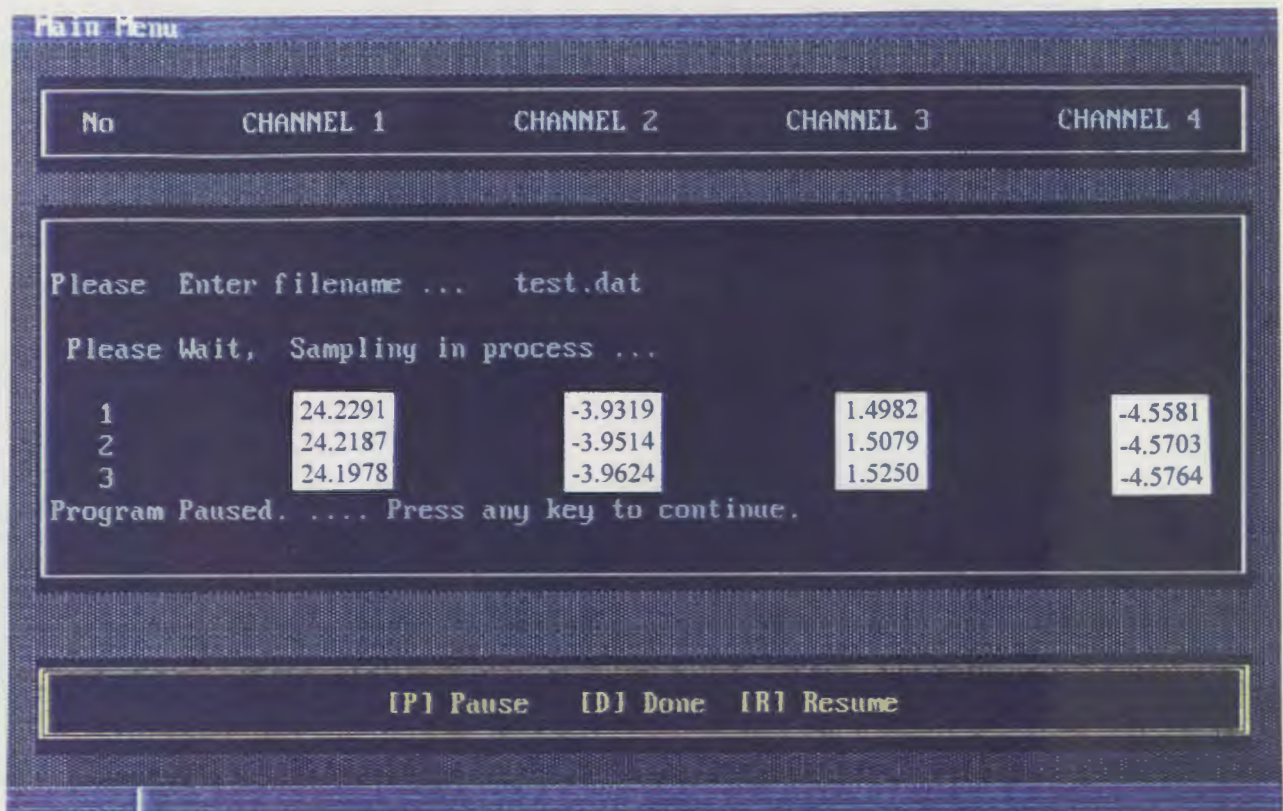 Main Menu
No CHANNEL 1 CHANNEL 2 CHANNEL 3 CHANNEL 4
Please Enter filename ... test.dat
Please Wait, Sampling in process ...
1 24.2291 -3.9319 1.4982 -4.5581
2 24.2187 -3.9514 1.5079 -4.5703
3 24.1978 -3.9624 1.5250 -4.5764
Program Paused. .... Press any key to continue.
[P] Pause [D] Done [R] Resume